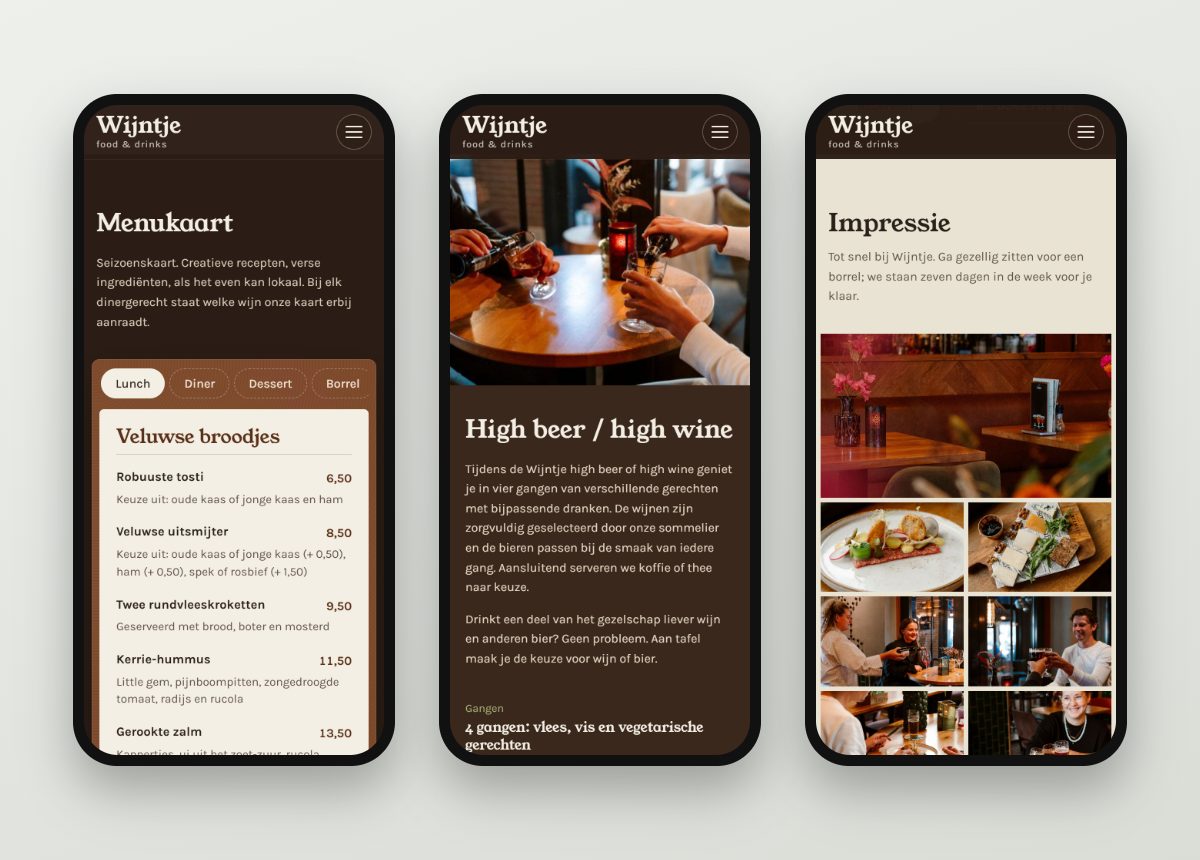 Wijntje
food & drinks
Menukaart
Seizoenskaart. Creatieve recepten, verse
ingrediënten, als het even kan lokaal. Bij elk
dinergerecht staat welke wijn onze kaart erbij
aanraadt.
Lunch Diner Dessert Borrel
Veluwse broodjes
Robuuste tosti 6,50
Keuze uit: oude kaas of jonge kaas en ham
Veluwse uitsmijter 8,50
Keuze uit: oude kaas of jonge kaas (+ 0,50),
ham (+ 0,50), spek of rosbief (+ 1,50)
Twee rundvleeskroketten 9,50
Geserveerd met brood, boter en mosterd
Kerrie-hummus 11,50
Little gem, pijnboompitten, zongedroogde
tomaat, radijs en rucola
Gerookte zalm 13,50
Kappertjes, ui uit het zoet-zuur, rucola
Wijntje
food & drinks
High beer / high wine
Tijdens de Wijntje high beer of high wine geniet
je in vier gangen van verschillende gerechten
met bijpassende dranken. De wijnen zijn
zorgvuldig geselecteerd door onze sommelier
en de bieren passen bij de smaak van iedere
gang. Aansluitend serveren we koffie of thee
naar keuze.
Drinkt een deel van het gezelschap liever wijn
en anderen bier? Geen probleem. Aan tafel
maak je de keuze voor wijn of bier.
Gangen
4 gangen: vlees, vis en vegetarische
gerechten
Wijntje
food & drinks
Impressie
Tot snel bij Wijntje. Ga gezellig zitten voor een
borrel; we staan zeven dagen in de week voor je
klaar.